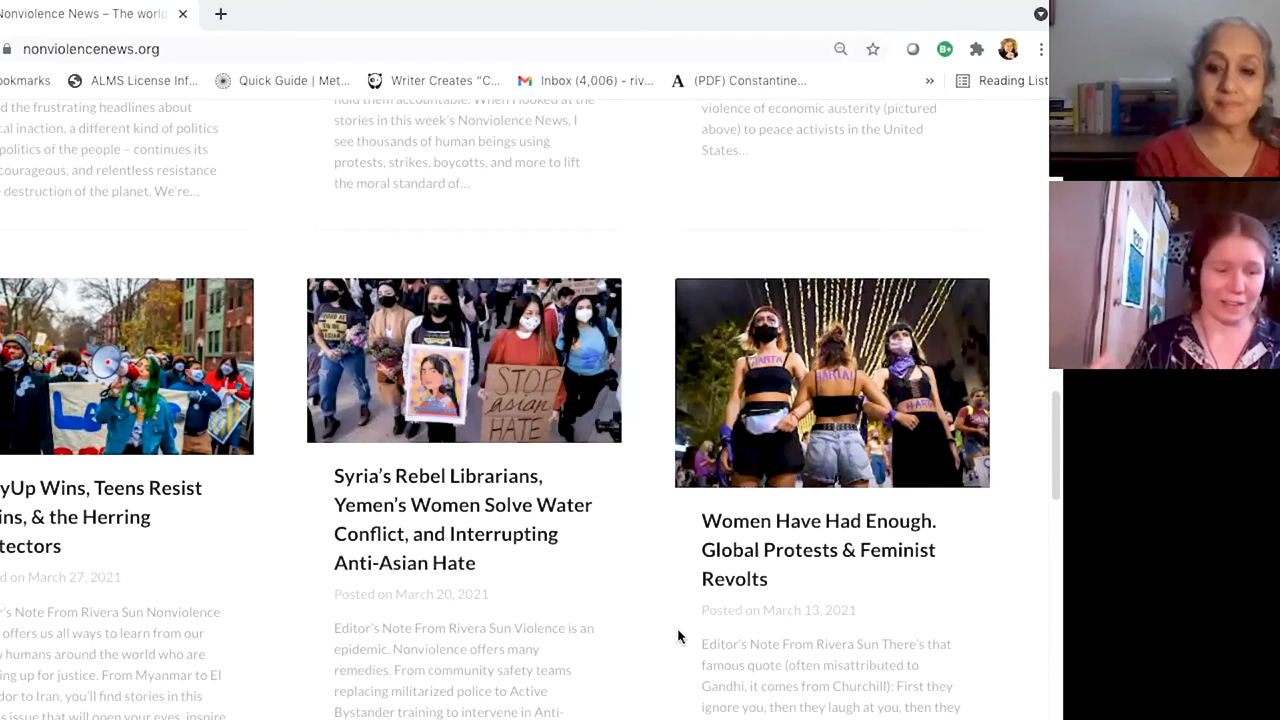 Nonviolence News – The world
nonviolencenews.org
ookmarks
ALMS License Inf...
Quick Guide | Met...
Writer Creates "C...
Inbox (4,006) - riv...
(PDF) Constantine...
»
Reading List
d the frustrating headlines about
cal inaction, a different kind of politics
politics of the people – continues its
courageous, and relentless resistance
e destruction of the planet. We're...
hold them accountable. When I looked at the
stories in this week's Nonviolence News, I
see thousands of human beings using
protests, strikes, boycotts, and more to lift
the moral standard of...
violence of economic austerity (pictured
above) to peace activists in the United
States...
STOP
asian
HATE
HARTA
HARTA
yUp Wins, Teens Resist
ins, & the Herring
tectors
d on March 27, 2021
r's Note From Rivera Sun Nonviolence
offers us all ways to learn from our
w humans around the world who are
ing up for justice. From Myanmar to El
dor to Iran, you'll find stories in this
s issue that will open your eyes, inspire
Syria's Rebel Librarians,
Yemen's Women Solve Water
Conflict, and Interrupting
Anti-Asian Hate
Posted on March 20, 2021
Editor's Note From Rivera Sun Violence is an
epidemic. Nonviolence offers many
remedies. From community safety teams
replacing militarized police to Active
Bystander training to intervene in Anti-
Women Have Had Enough.
Global Protests & Feminist
Revolts
Posted on March 13, 2021
Editor's Note From Rivera Sun There's that
famous quote (often misattributed to
Gandhi, it comes from Churchill): First they
ignore you, then they laugh at you, then they